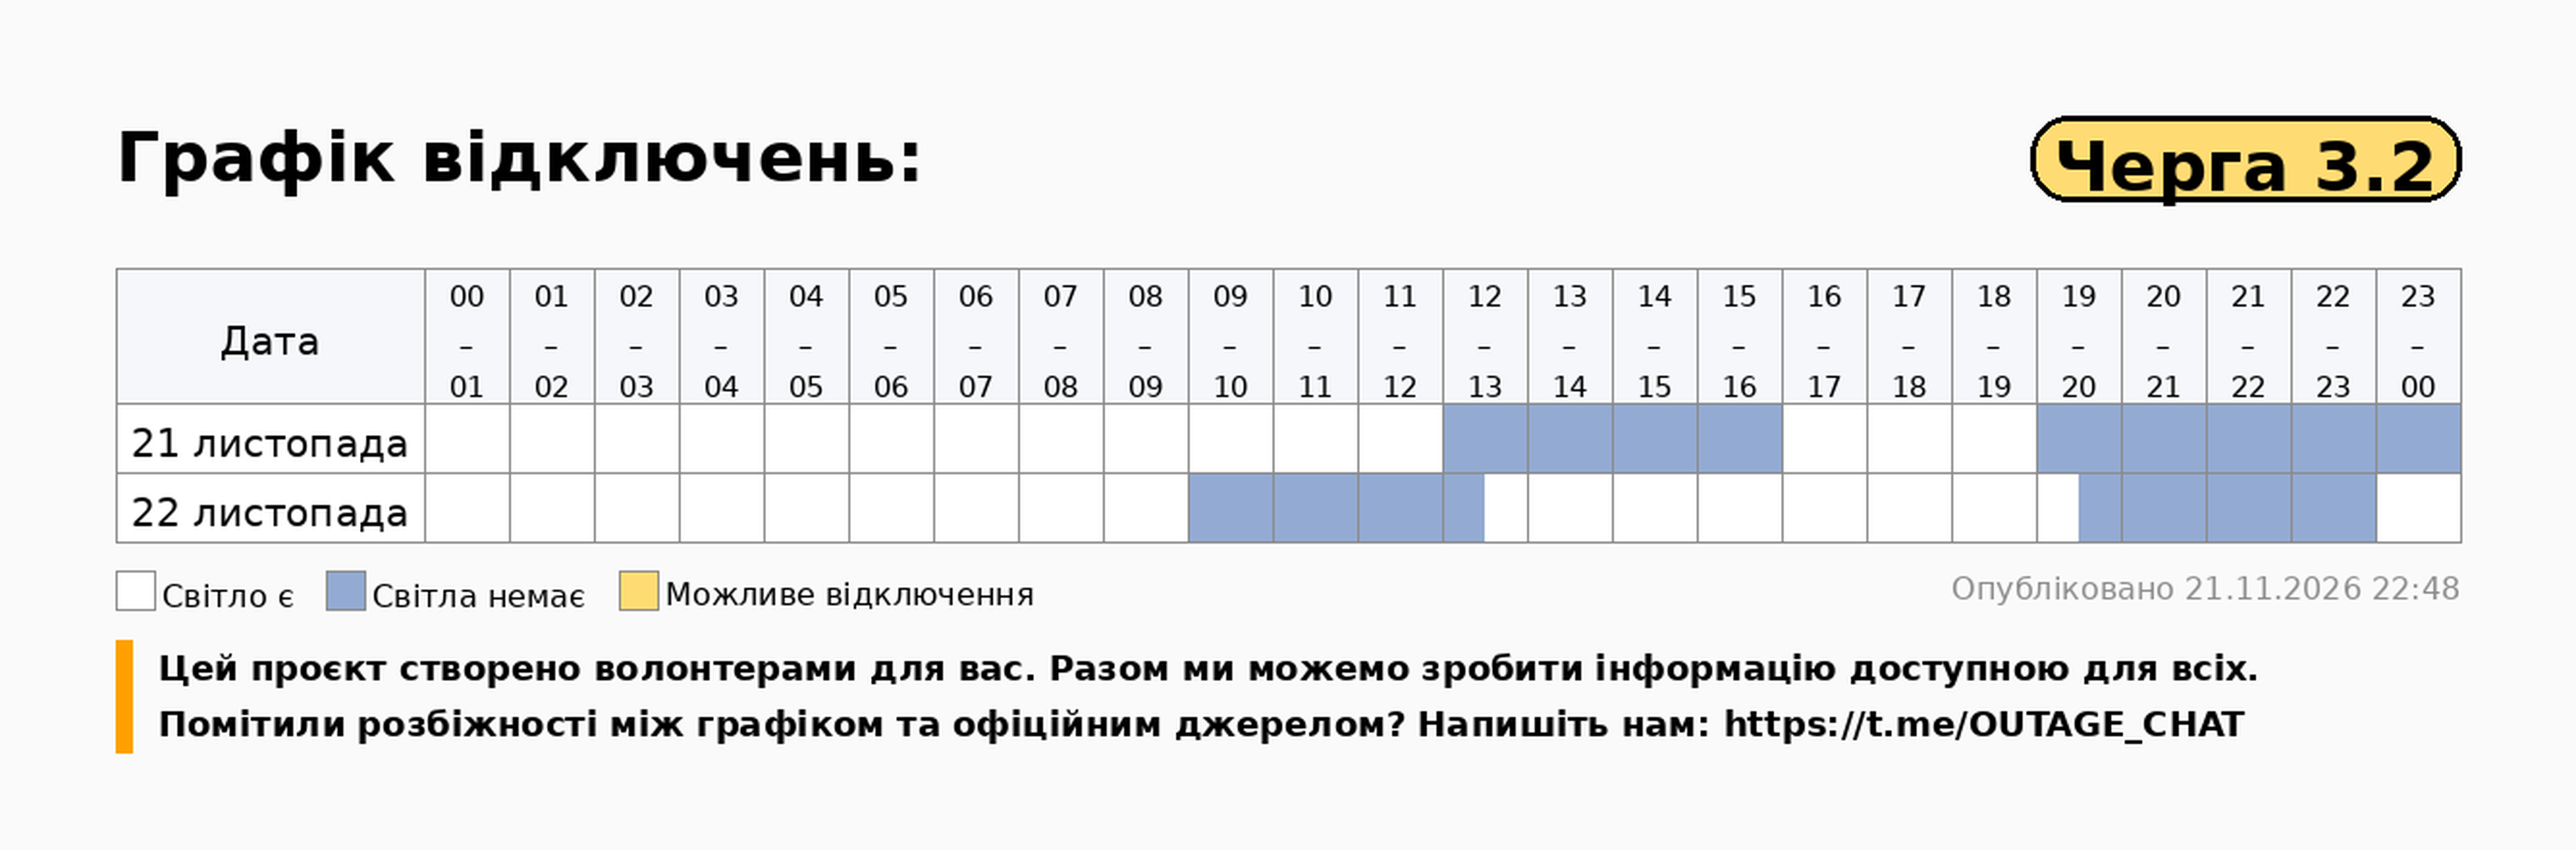 Графік відключень:
Черга 3.2
Дата 00–01 01–02 02–03 03–04 04–05 05–06 06–07 07–08 08–09 09–10 10–11 11–12 12–13 13–14 14–15 15–16 16–17 17–18 18–19 19–20 20–21 21–22 22–23 23–00
21 листопада
22 листопада
Світло є Світла немає Можливе відключення
Опубліковано 21.11.2026 22:48
Цей проєкт створено волонтерами для вас. Разом ми можемо зробити інформацію доступною для всіх.
Помітили розбіжності між графіком та офіційним джерелом? Напишіть нам: https://t.me/OUTAGE_CHAT